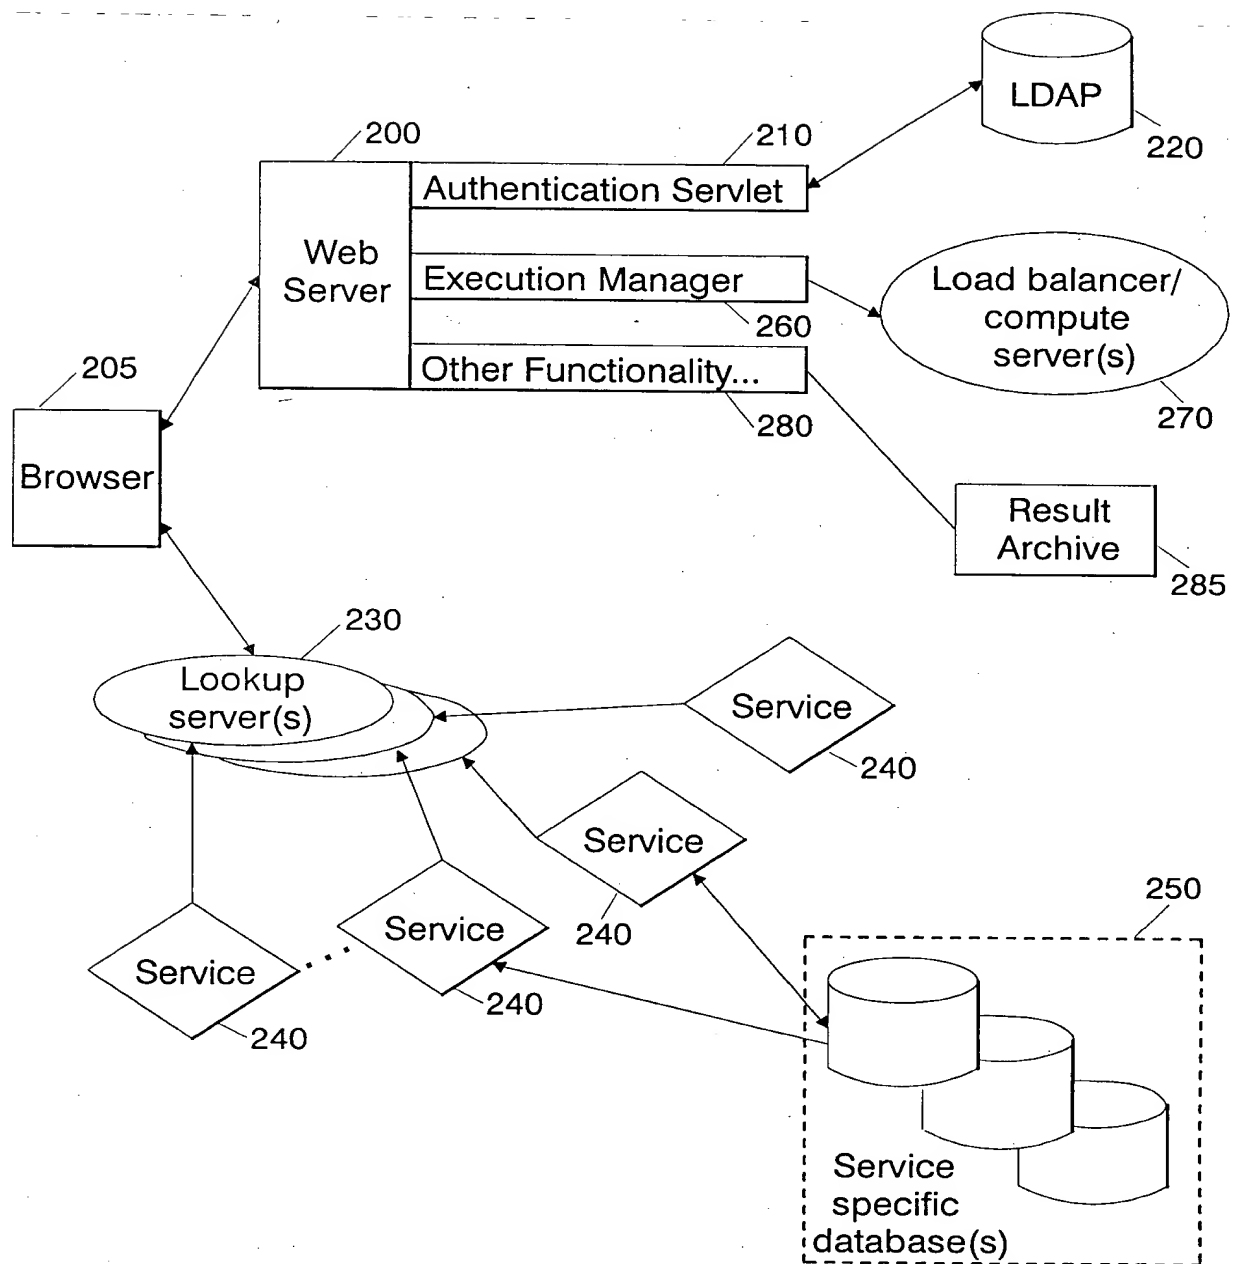 LDAP
220
200
210
Authentication Servlet
Web
Server
Execution Manager
260
Load balancer/
compute
server(s)
270
Other Functionality...
280
205
Browser
Result
Archive
285
230
Lookup
server(s)
Service
240
Service
240
Service
240
Service
240
250
Service
specific
database(s)